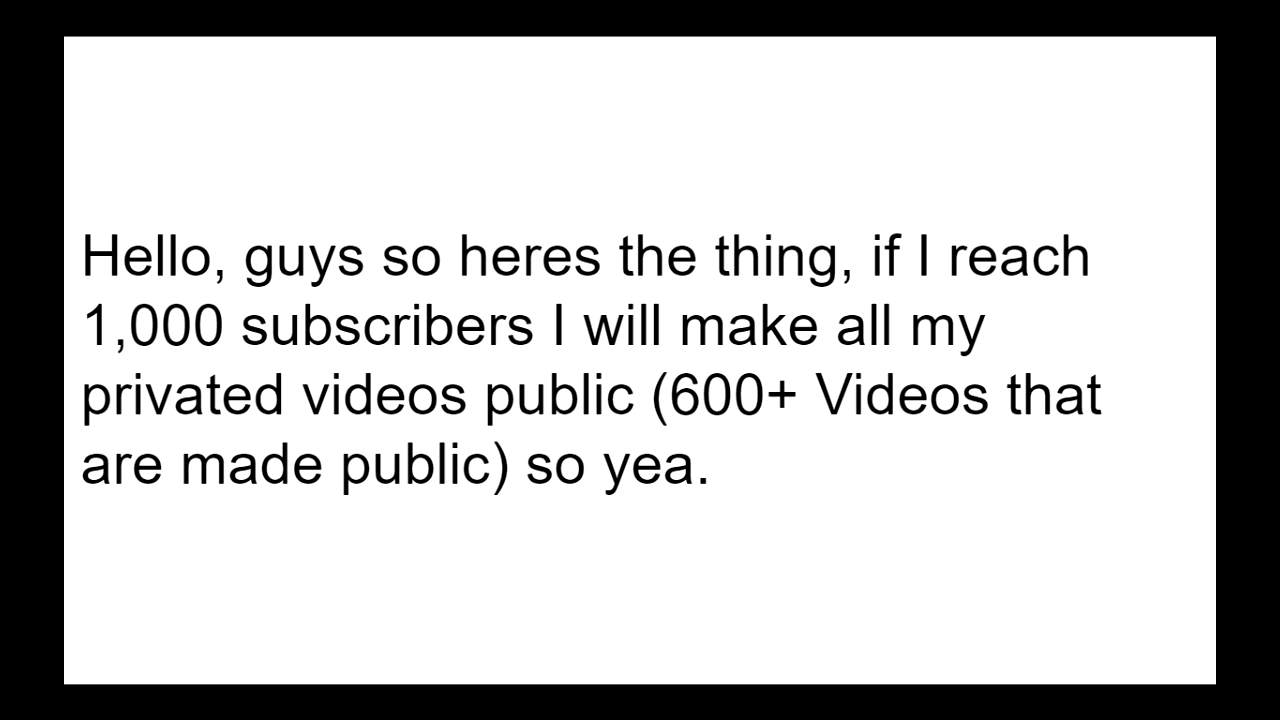 Hello, guys so heres the thing, if I reach
1,000 subscribers I will make all my
privated videos public (600+ Videos that
are made public) so yea.